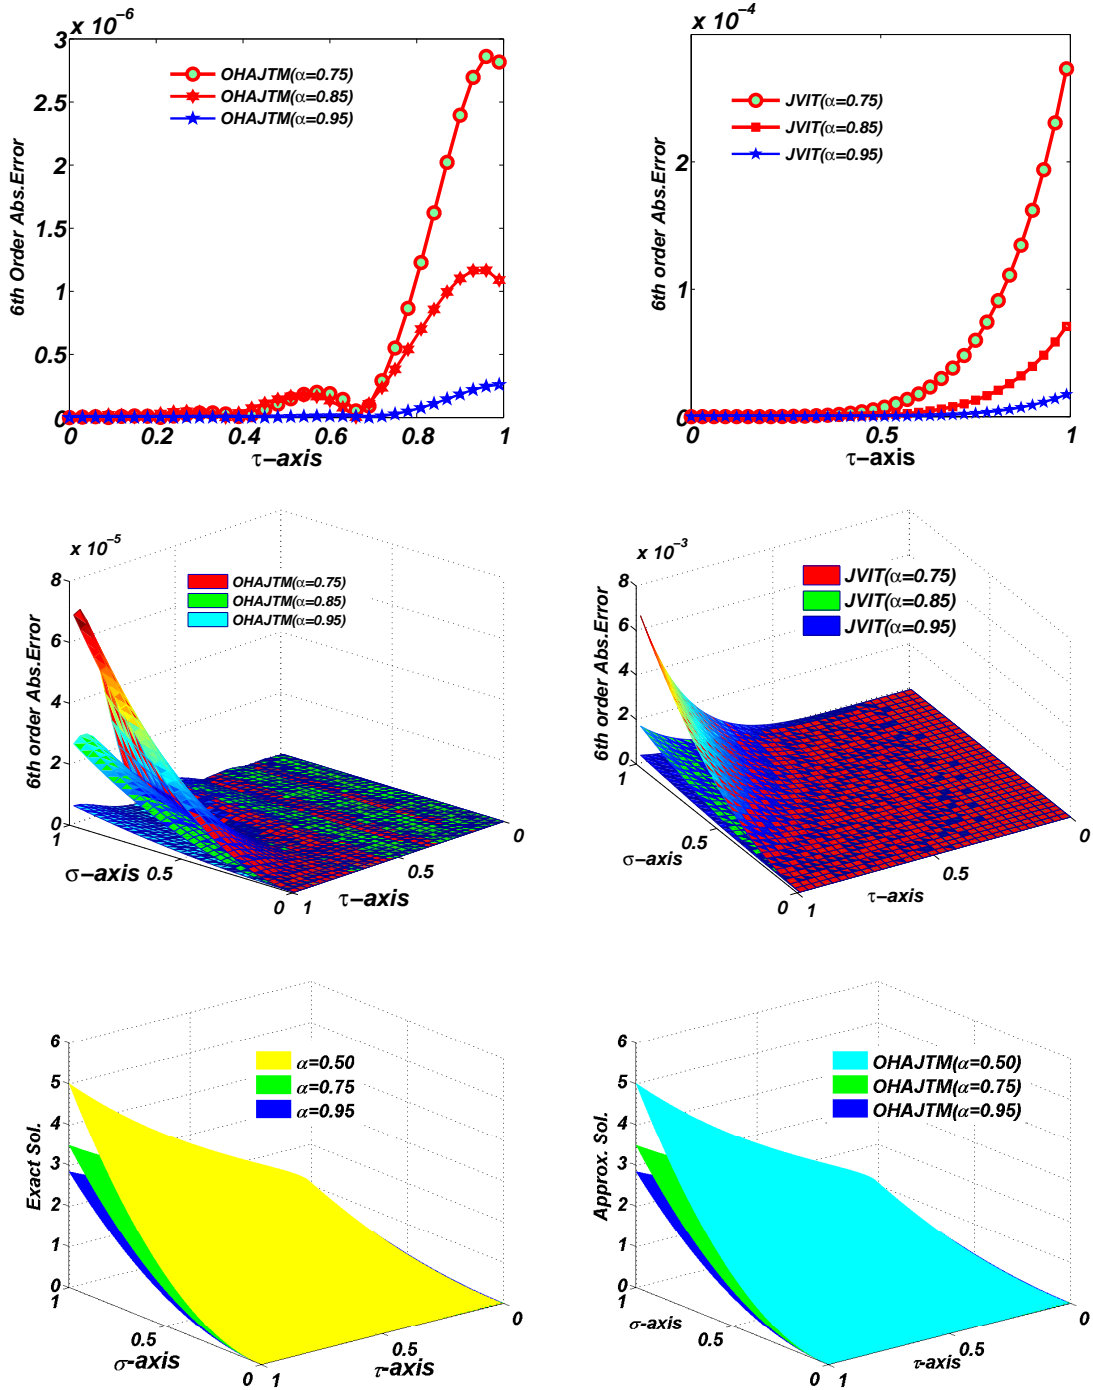 x 10⁻⁶
3
2.5
2
1.5
1
0.5
0
0 0.2 0.4 0.6 0.8 1
τ−axis
6th Order Abs.Error
OHAJTM(α=0.75)
OHAJTM(α=0.85)
OHAJTM(α=0.95)
x 10⁻⁴
4
2
0
0 0.5 1
τ−axis
6th order Abs.Error
JVIT(α=0.75)
JVIT(α=0.85)
JVIT(α=0.95)
x 10⁻⁵
8
6
4
2
0
6th order Abs.Error
OHAJTM(α=0.75)
OHAJTM(α=0.85)
OHAJTM(α=0.95)
1
0.5
0
σ−axis
1
0.5
0
τ−axis
x 10⁻³
8
6
4
2
0
6th order Abs.Error
JVIT(α=0.75)
JVIT(α=0.85)
JVIT(α=0.95)
1
0.5
0
σ−axis
1
0.5
0
τ−axis
6
5
4
3
2
1
0
Exact Sol.
α=0.50
α=0.75
α=0.95
1
0.5
0
σ-axis
1
0.5
0
τ-axis
6
5
4
3
2
1
0
Approx. Sol.
OHAJTM(α=0.50)
OHAJTM(α=0.75)
OHAJTM(α=0.95)
1
0.5
0
σ-axis
1
0.5
0
τ-axis